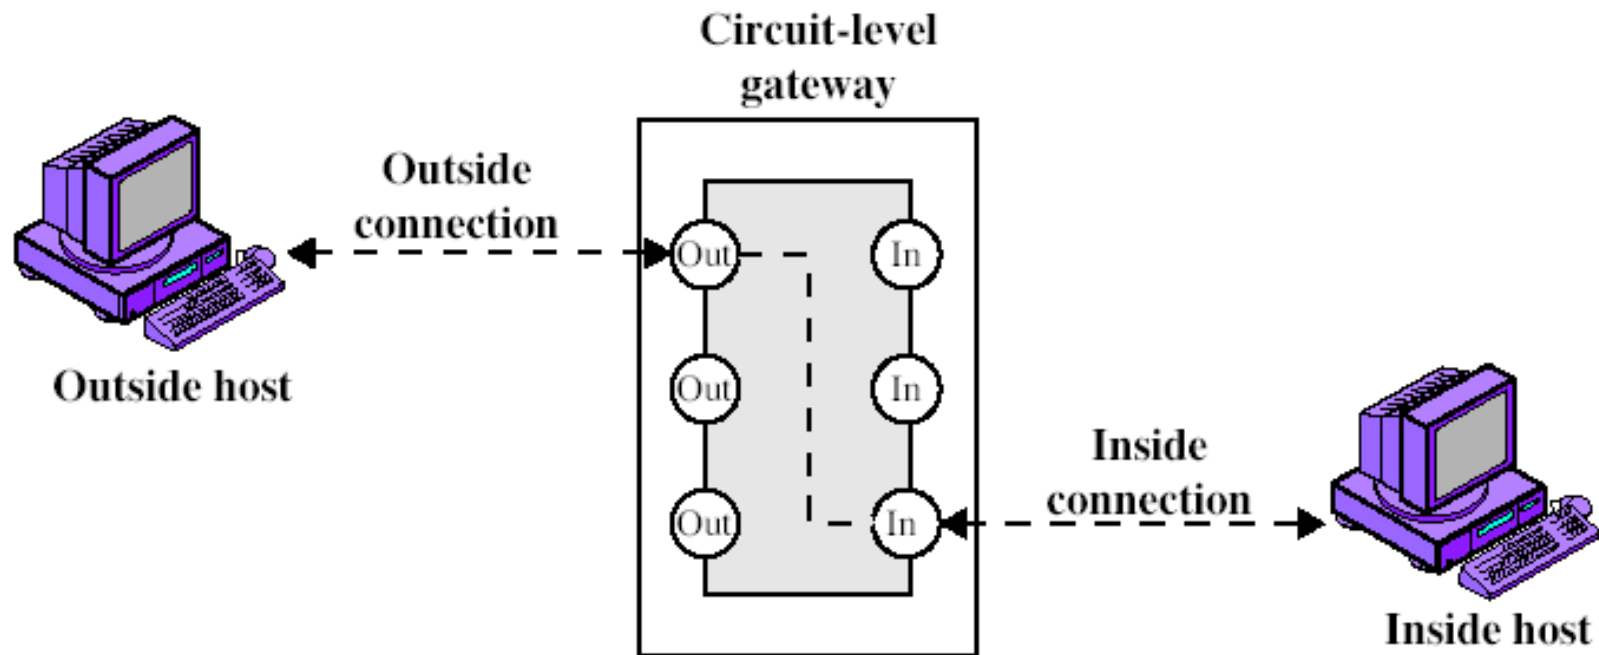 Circuit-level
gateway
Outside
connection
Out
In
Outside host
Out
In
Inside
connection
Out
In
Inside host